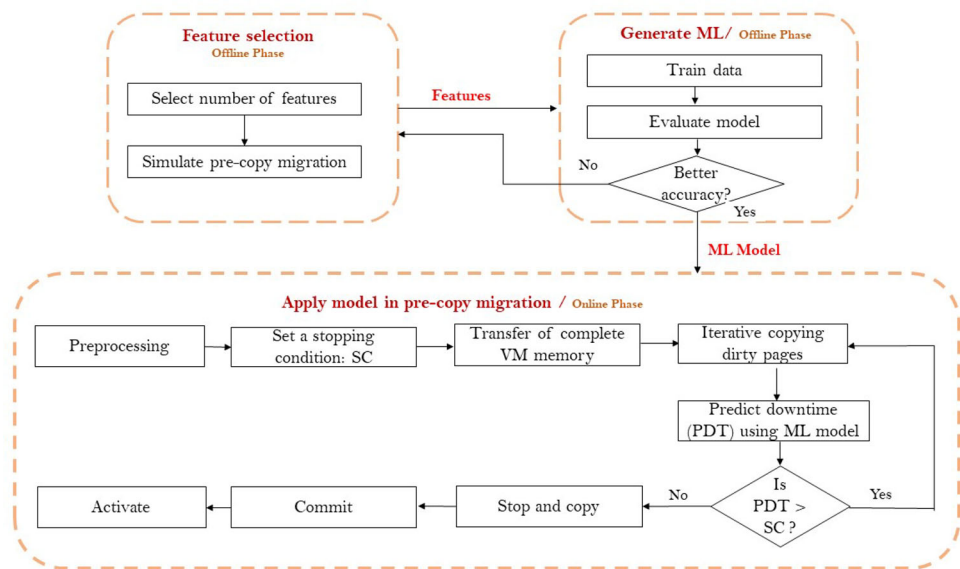 Feature selection
Offline Phase
Select number of features
Simulate pre-copy migration
Features
Generate ML/ Offline Phase
Train data
Evaluate model
Better
accuracy?
No
Yes
ML Model
Apply model in pre-copy migration / Online Phase
Preprocessing
Set a stopping
condition: SC
Transfer of complete
VM memory
Iterative copying
dirty pages
Predict downtime
(PDT) using ML model
Is
PDT >
SC ?
Yes
No
Stop and copy
Commit
Activate